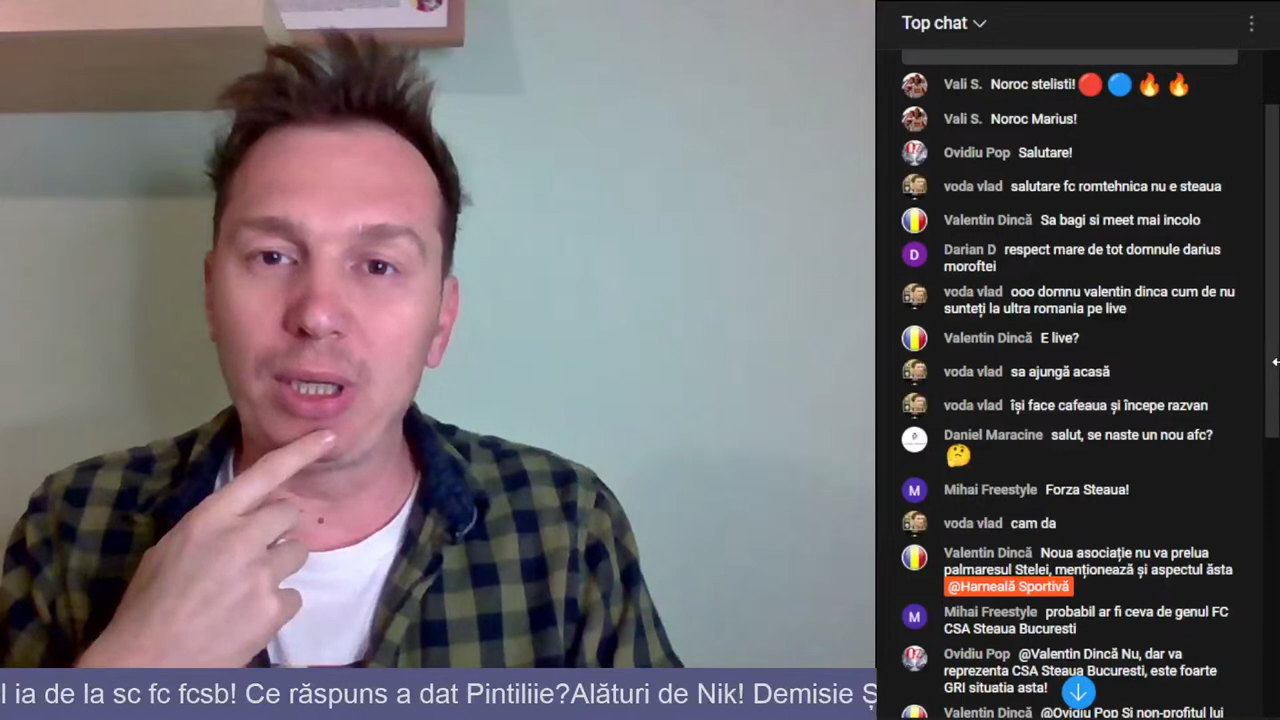 Top chat
Vali S. Noroc stelisti!
Vali S. Noroc Marius!
Ovidiu Pop Salutare!
voda vlad salutare fc romtehnica nu e steaua
Valentin Dincă Sa bagi si meet mai incolo
D
Darian D respect mare de tot domnule darius
moroftei
voda vlad ooo domnu valentin dinca cum de nu
sunteți la ultra romania pe live
Valentin Dincă E live?
voda vlad sa ajungă acasă
voda vlad își face cafeaua și începe razvan
Daniel Maracine salut, se naste un nou afc?
M
Mihai Freestyle Forza Steaua!
voda vlad cam da
Valentin Dincă Noua asociație nu va prelua
palmaresul Stelei, menționează și aspectul ăsta
@Harneală Sportivă
M
Mihai Freestyle probabil ar fi ceva de genul FC
CSA Steaua Bucuresti
Ovidiu Pop @Valentin Dincă Nu, dar va
reprezenta CSA Steaua Bucuresti, este foarte
GRI situatia asta!
Valentin Dincă @Ovidiu Pop Si non-profitul lui
l ia de la sc fc fcsb! Ce răspuns a dat Pintiliie?Alături de Nik! Demisie Ș